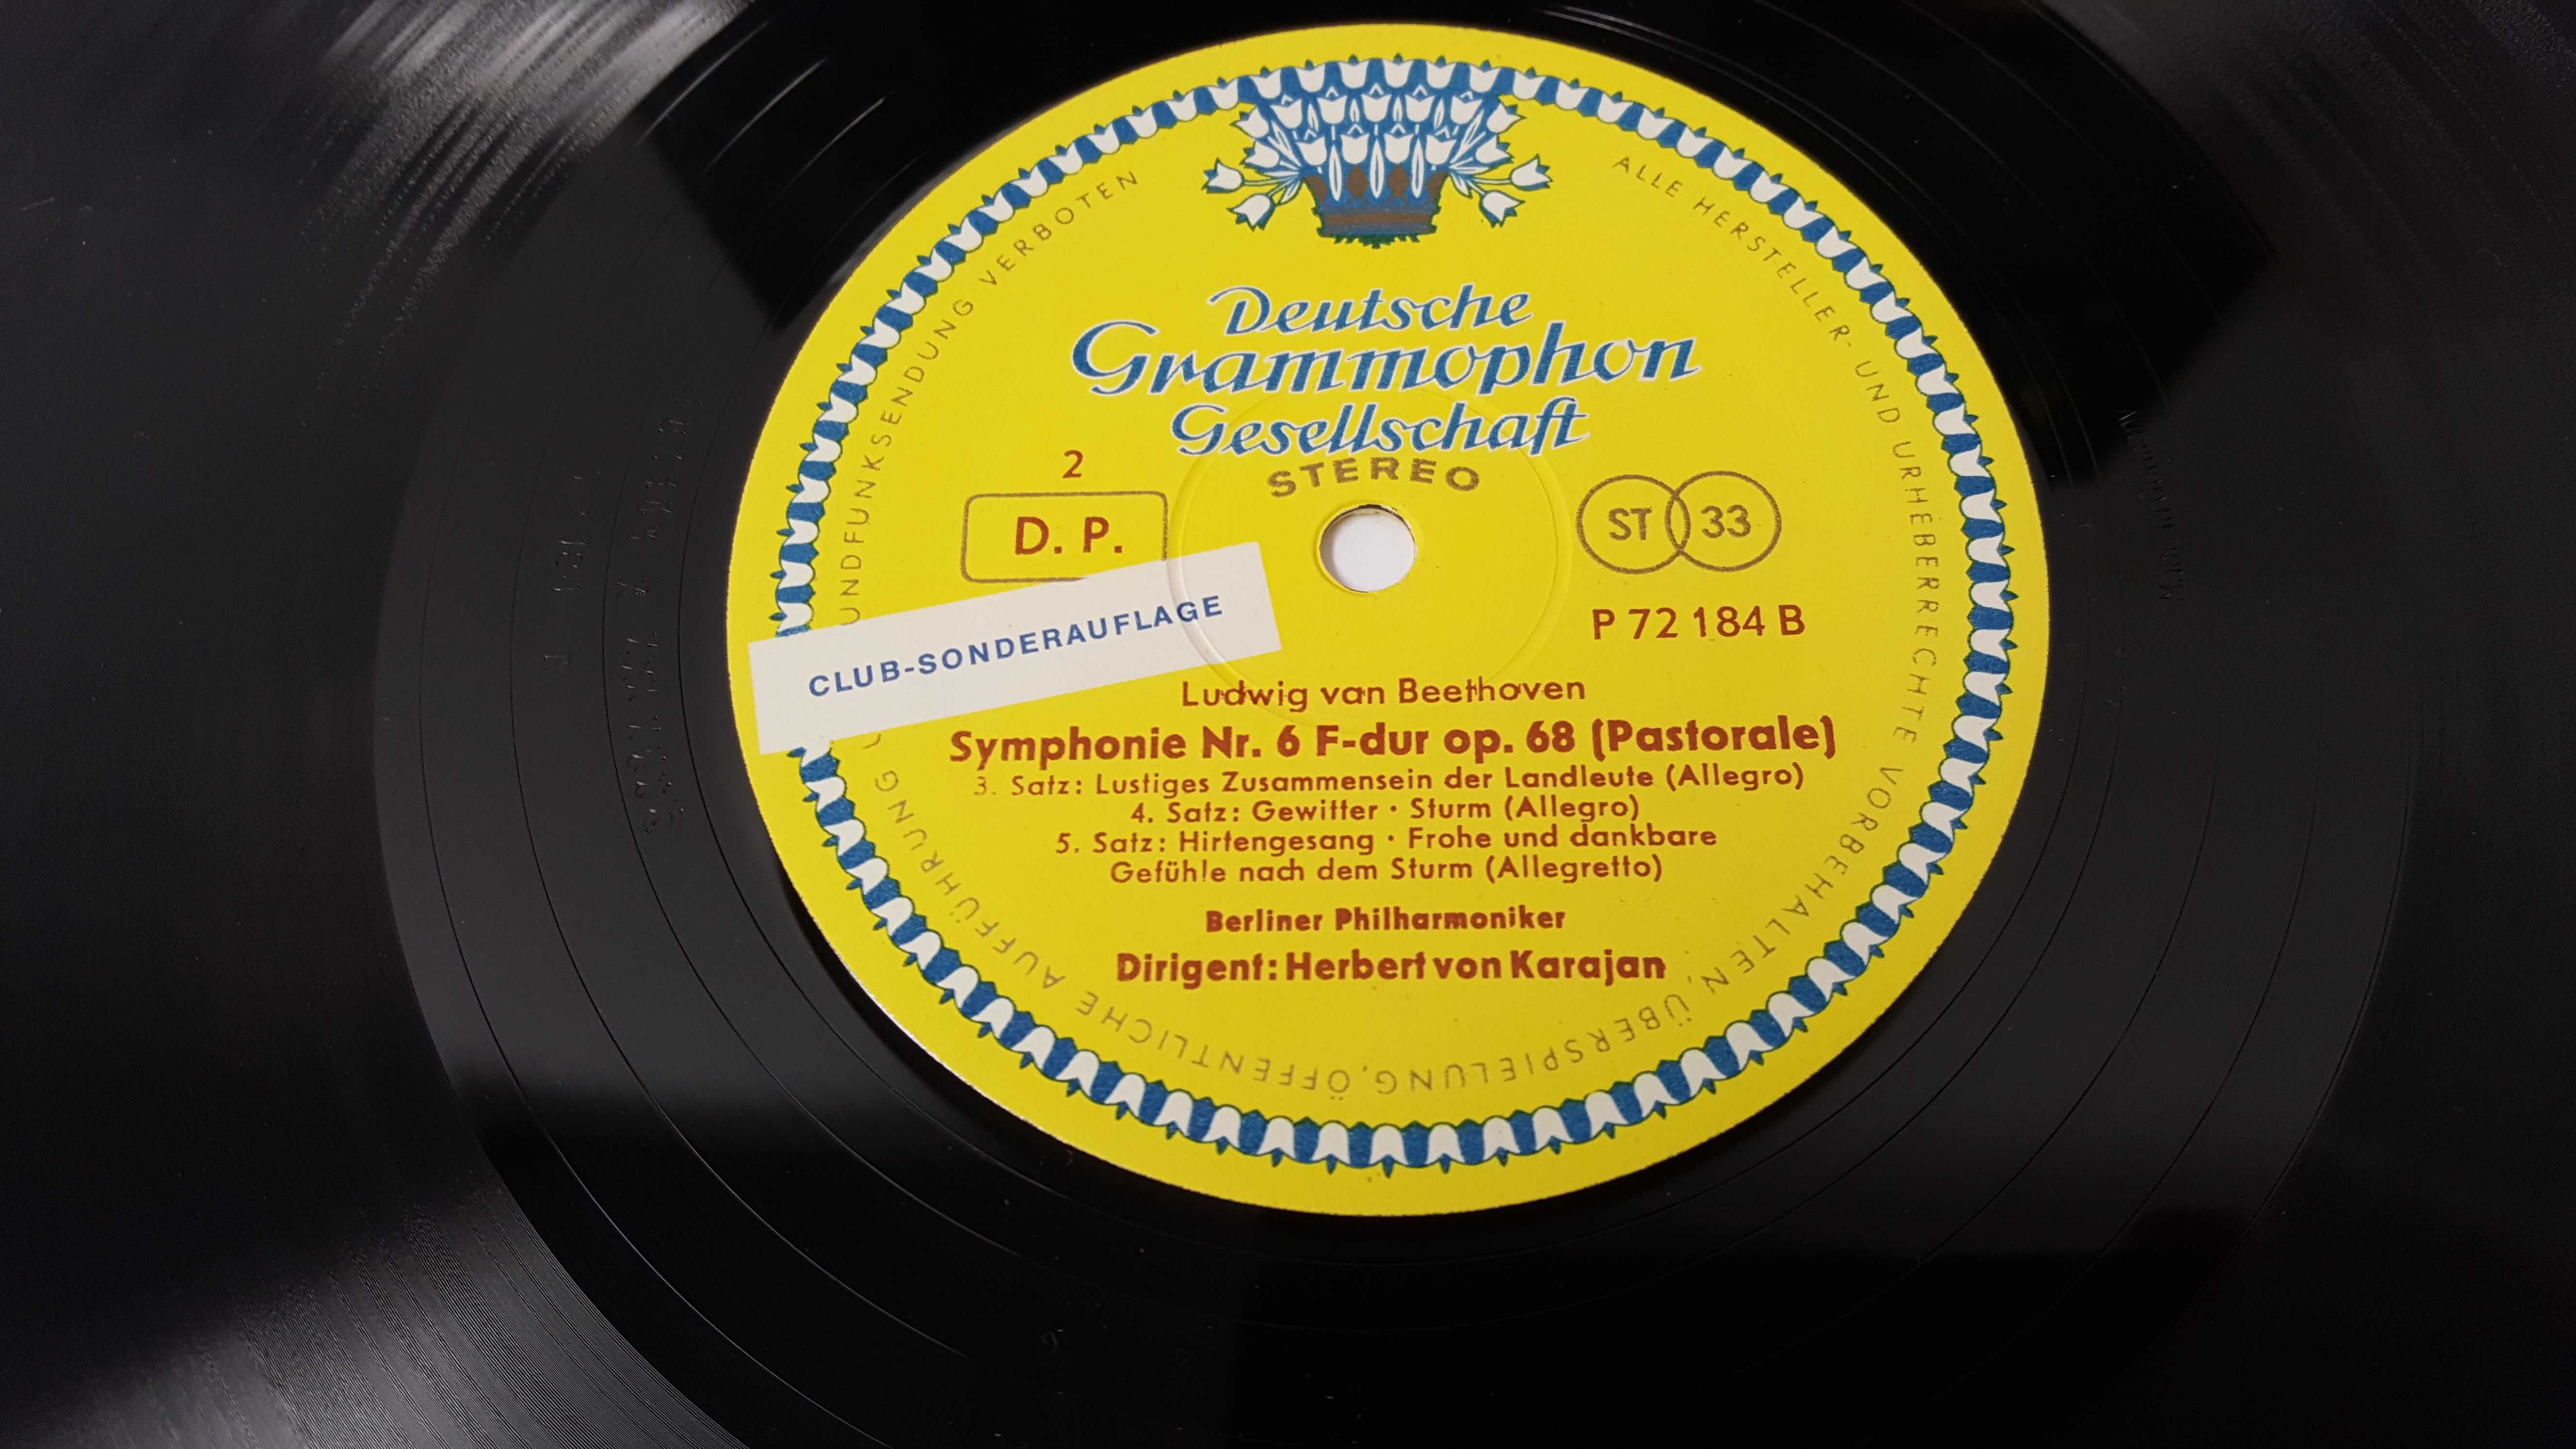 Deutsche
Grammophon
Gesellschaft
STEREO
2
D. P.
ST 33
P 72 184 B
CLUB-SONDERAUFLAGE
Ludwig van Beethoven
Symphonie Nr. 6 F-dur op. 68 (Pastorale)
3. Satz: Lustiges Zusammensein der Landleute (Allegro)
4. Satz: Gewitter · Sturm (Allegro)
5. Satz: Hirtengesang · Frohe und dankbare
Gefühle nach dem Sturm (Allegretto)
Berliner Philharmoniker
Dirigent: Herbert von Karajan
ALLE HERSTELLER- UND URHEBERRECHTE VORBEHALTEN, ÜBERSPIELUNG, ÖFFENTLICHE AUFFÜHRUNG VERBOTEN